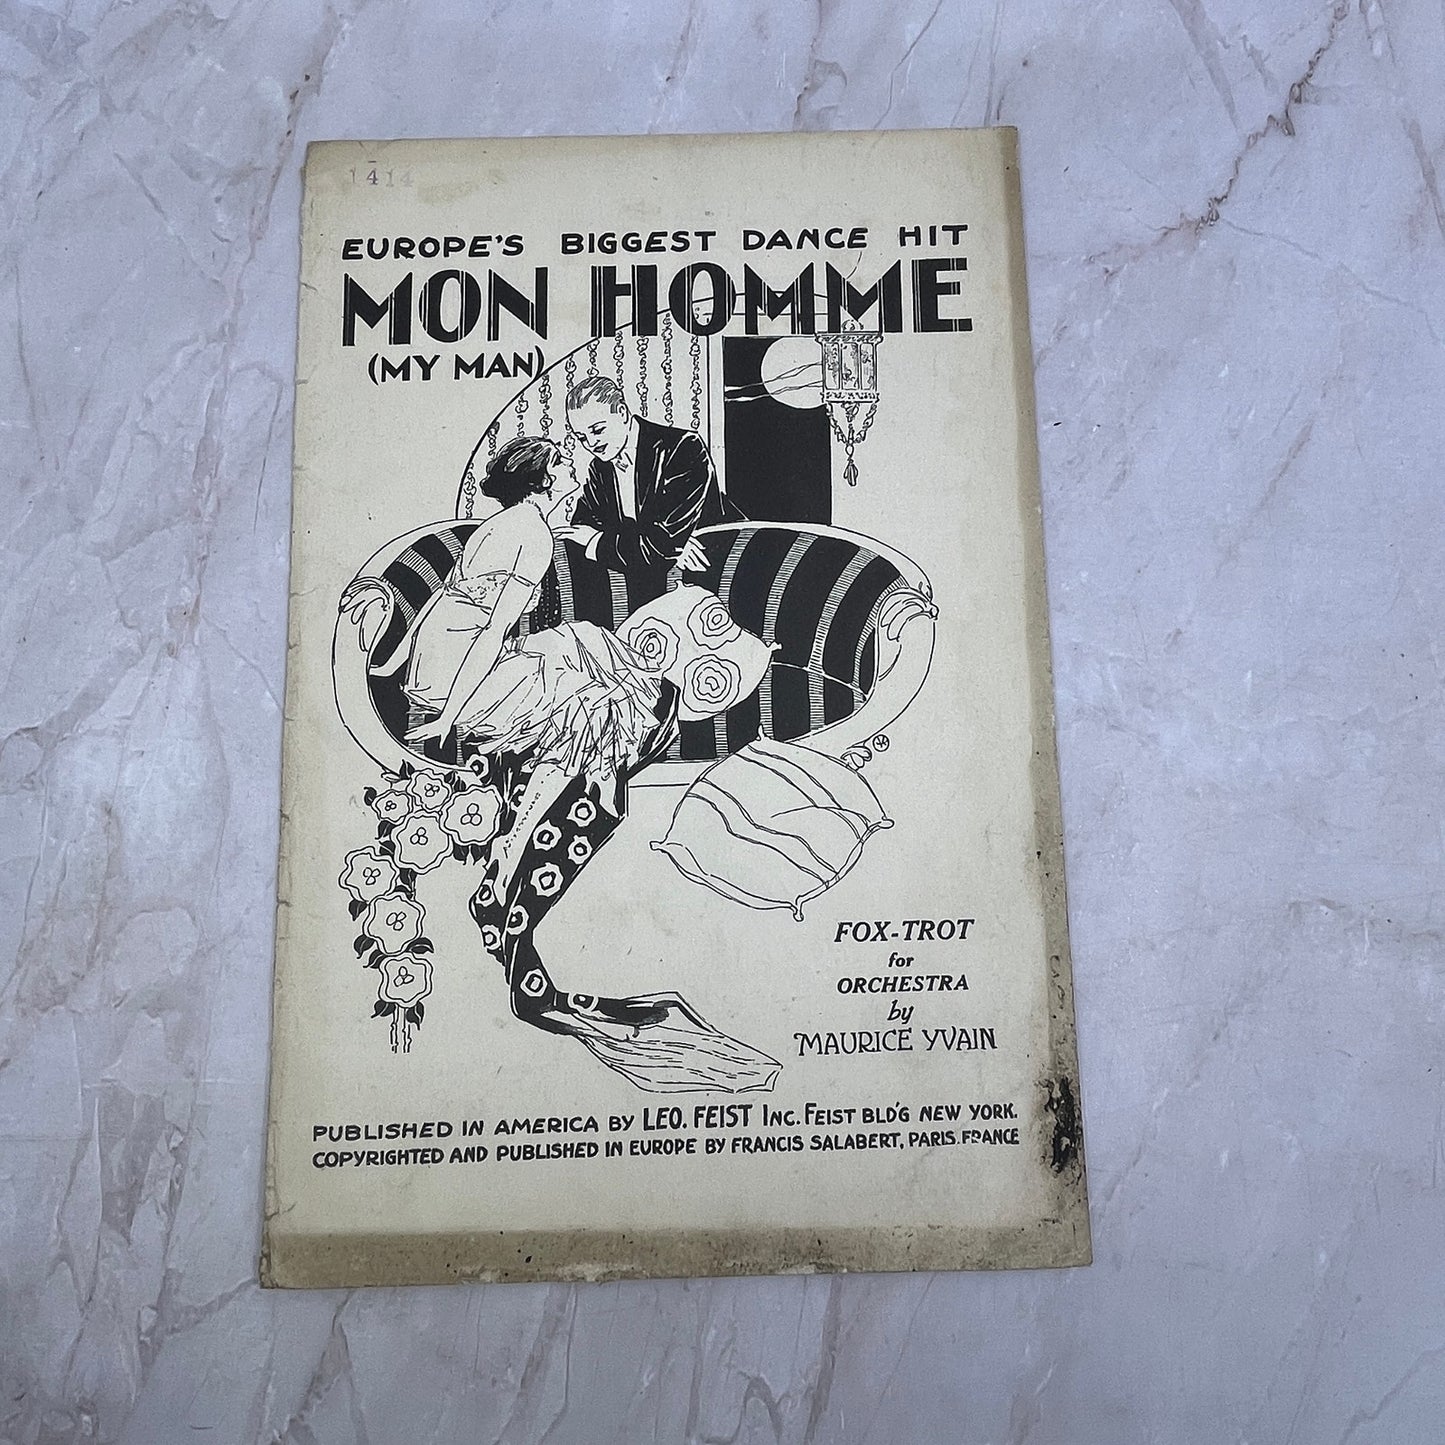 1414
EUROPE'S BIGGEST DANCE HIT
MON HOMME
(MY MAN)
FOX-TROT
for
ORCHESTRA
by
MAURICE YVAIN
PUBLISHED IN AMERICA BY LEO. FEIST INC. FEIST BLD'G NEW YORK.
COPYRIGHTED AND PUBLISHED IN EUROPE BY FRANCIS SALABERT, PARIS. FRANCE